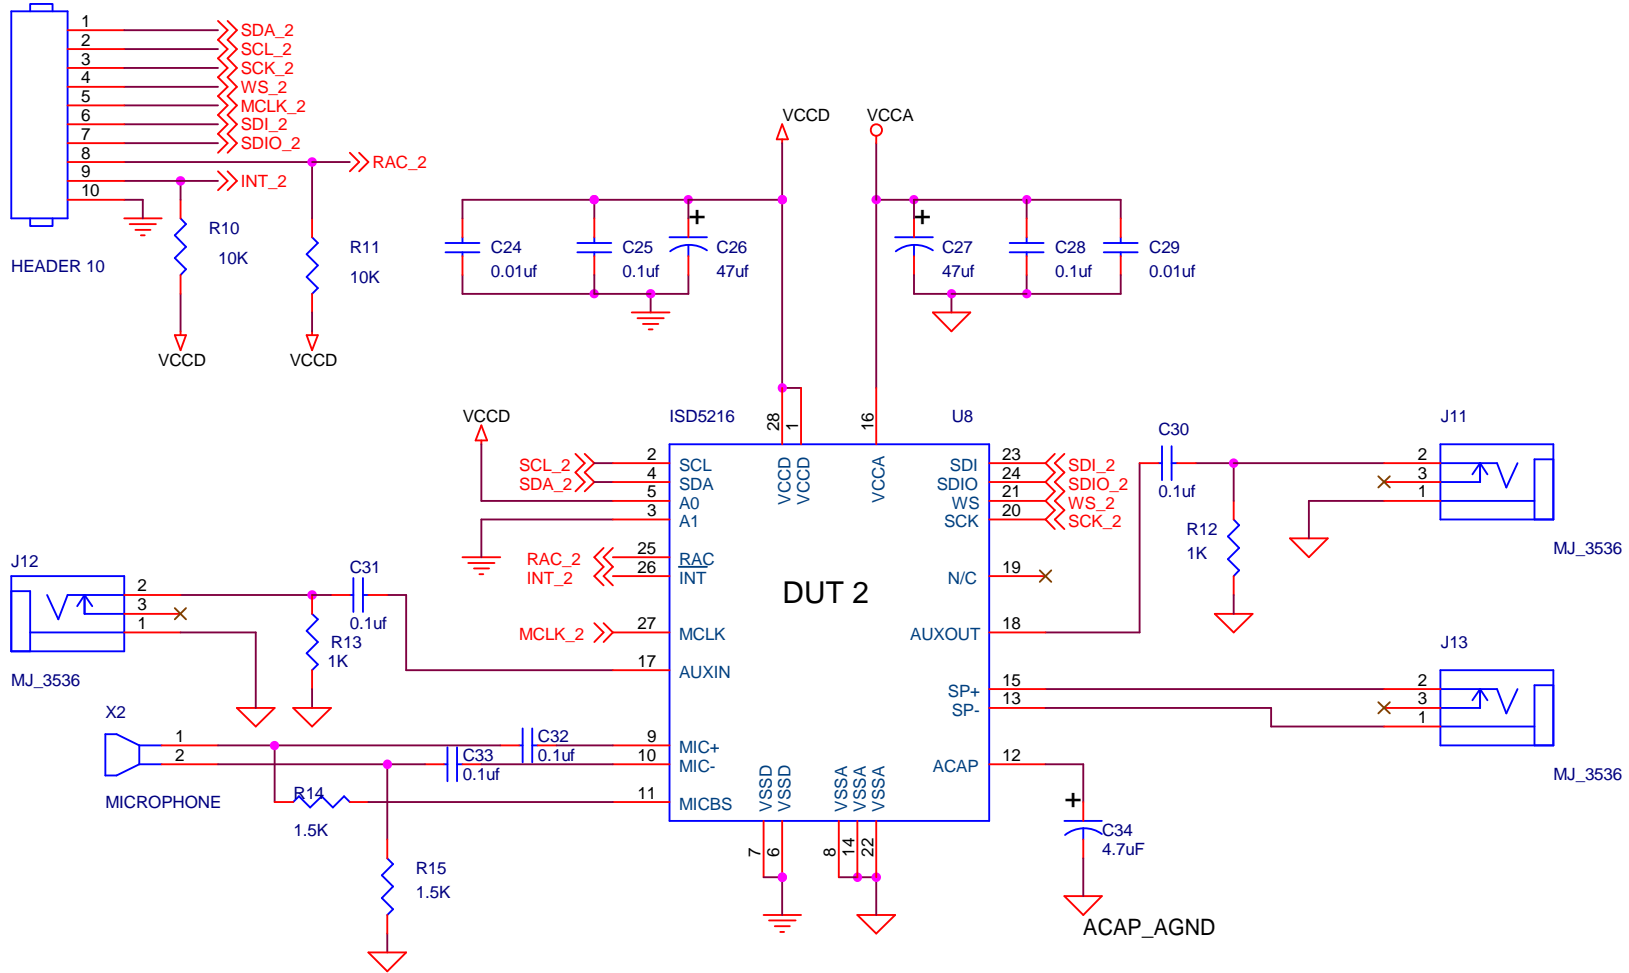 1
2
3
4
5
6
7
8
9
10
SDA_2
SCL_2
SCK_2
WS_2
MCLK_2
SDI_2
SDIO_2
RAC_2
INT_2
HEADER 10
R10
10K
R11
10K
VCCD
VCCD
VCCD
VCCA
C24
0.01uf
C25
0.1uf
+
C26
47uf
+
C27
47uf
C28
0.1uf
C29
0.01uf
ISD5216
U8
28
1
16
VCCD
VCCD
VCCA
VCCD
SCL_2
SDA_2
2
4
5
3
SCL
SDA
A0
A1
RAC_2
INT_2
25
26
RAC
INT
MCLK_2
27
MCLK
17
AUXIN
9
10
MIC+
MIC-
11
MICBS
DUT 2
SDI
SDIO
WS
SCK
23
24
21
20
SDI_2
SDIO_2
WS_2
SCK_2
N/C
19
AUXOUT
18
SP+
SP-
15
13
ACAP
12
VSSD
VSSD
VSSA
VSSA
VSSA
7
6
8
14
22
C30
0.1uf
R12
1K
J11
2
3
1
MJ_3536
J13
2
3
1
MJ_3536
+
C34
4.7uF
ACAP_AGND
J12
2
3
1
MJ_3536
C31
0.1uf
R13
1K
X2
1
2
MICROPHONE
C32
0.1uf
C33
0.1uf
R14
1.5K
R15
1.5K